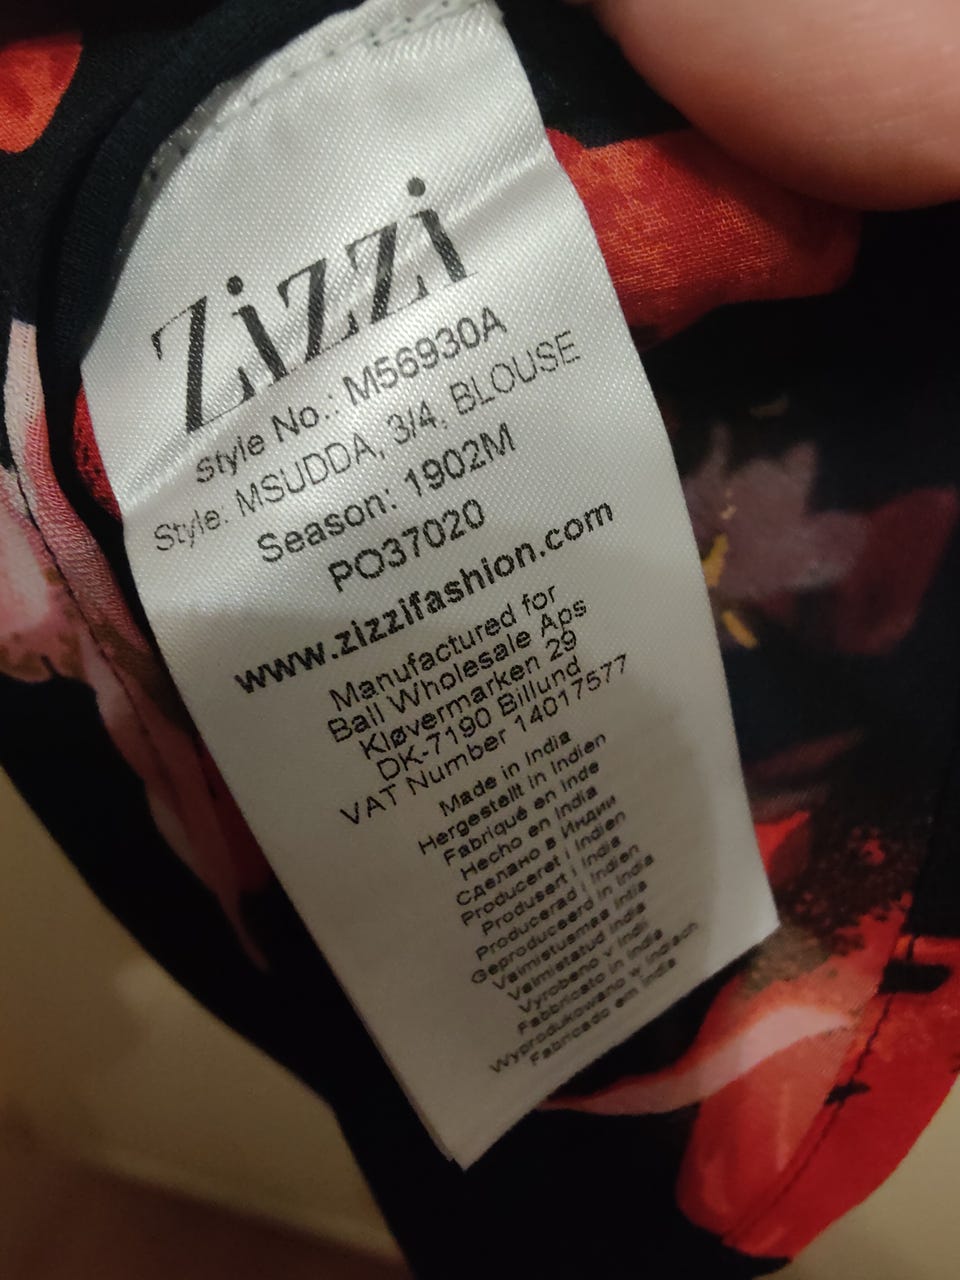 Zizzi
Style No.: M56930A
Style: MSUDDA, 3/4, BLOUSE
Season: 1902M
PO37020
www.zizzifashion.com
Manufactured for
Ball Wholesale Aps
Kløvermarken 29
DK-7190 Billund
VAT Number 14017577
Made in India
Hergestellt in Indien
Fabriqué en Inde
Hecho en India
Сделано в Индии
Produceret i Indien
Produsert i India
Producerad i Indien
Geproduceerd in India
Valmistusmaa Intia
Valmistatud India
Vyrobeno v Indii
Fabbricato in India
Wyprodukowano w Indiach
Fabricado em India